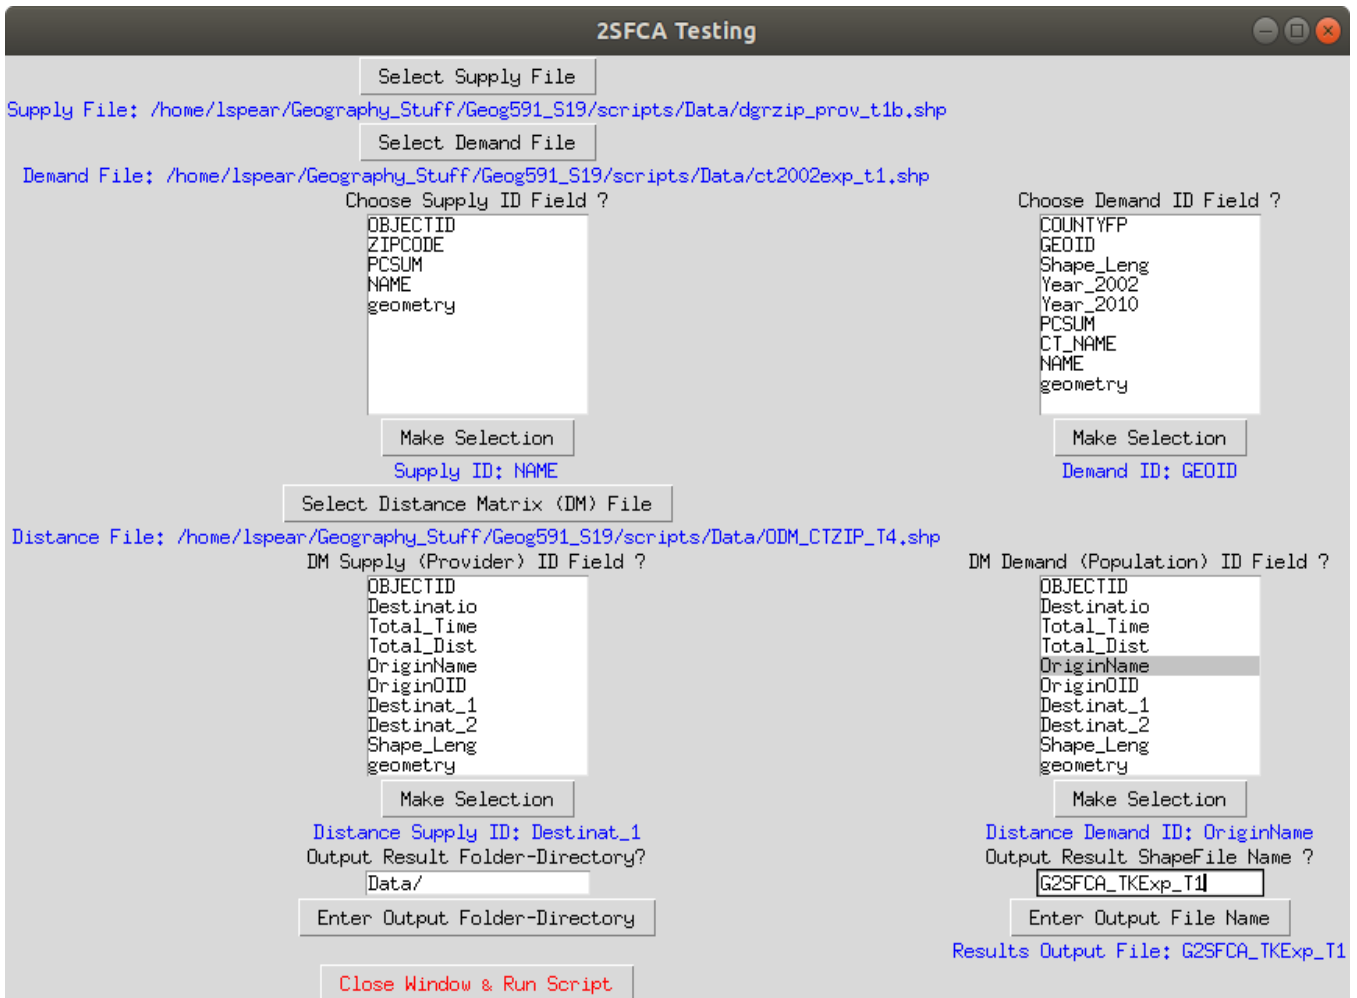 2SFCA Testing
Select Supply File
Supply File: /home/lspear/Geography_Stuff/Geog591_S19/scripts/Data/dgrzip_prov_t1b.shp
Select Demand File
Demand File: /home/lspear/Geography_Stuff/Geog591_S19/scripts/Data/ct2002exp_t1.shp
Choose Supply ID Field ?
OBJECTID
ZIPCODE
PCSUM
NAME
geometry
Make Selection
Supply ID: NAME
Choose Demand ID Field ?
COUNTYFP
GEOID
Shape_Leng
Year_2002
Year_2010
PCSUM
CT_NAME
NAME
geometry
Make Selection
Demand ID: GEOID
Select Distance Matrix (DM) File
Distance File: /home/lspear/Geography_Stuff/Geog591_S19/scripts/Data/ODM_CTZIP_T4.shp
DM Supply (Provider) ID Field ?
OBJECTID
Destinatio
Total_Time
Total_Dist
OriginName
OriginOID
Destinat_1
Destinat_2
Shape_Leng
geometry
Make Selection
Distance Supply ID: Destinat_1
DM Demand (Population) ID Field ?
OBJECTID
Destinatio
Total_Time
Total_Dist
OriginName
OriginOID
Destinat_1
Destinat_2
Shape_Leng
geometry
Make Selection
Distance Demand ID: OriginName
Output Result Folder-Directory?
Data/
Enter Output Folder-Directory
Output Result ShapeFile Name ?
G2SFCA_TKExp_T1
Enter Output File Name
Results Output File: G2SFCA_TKExp_T1
Close Window & Run Script